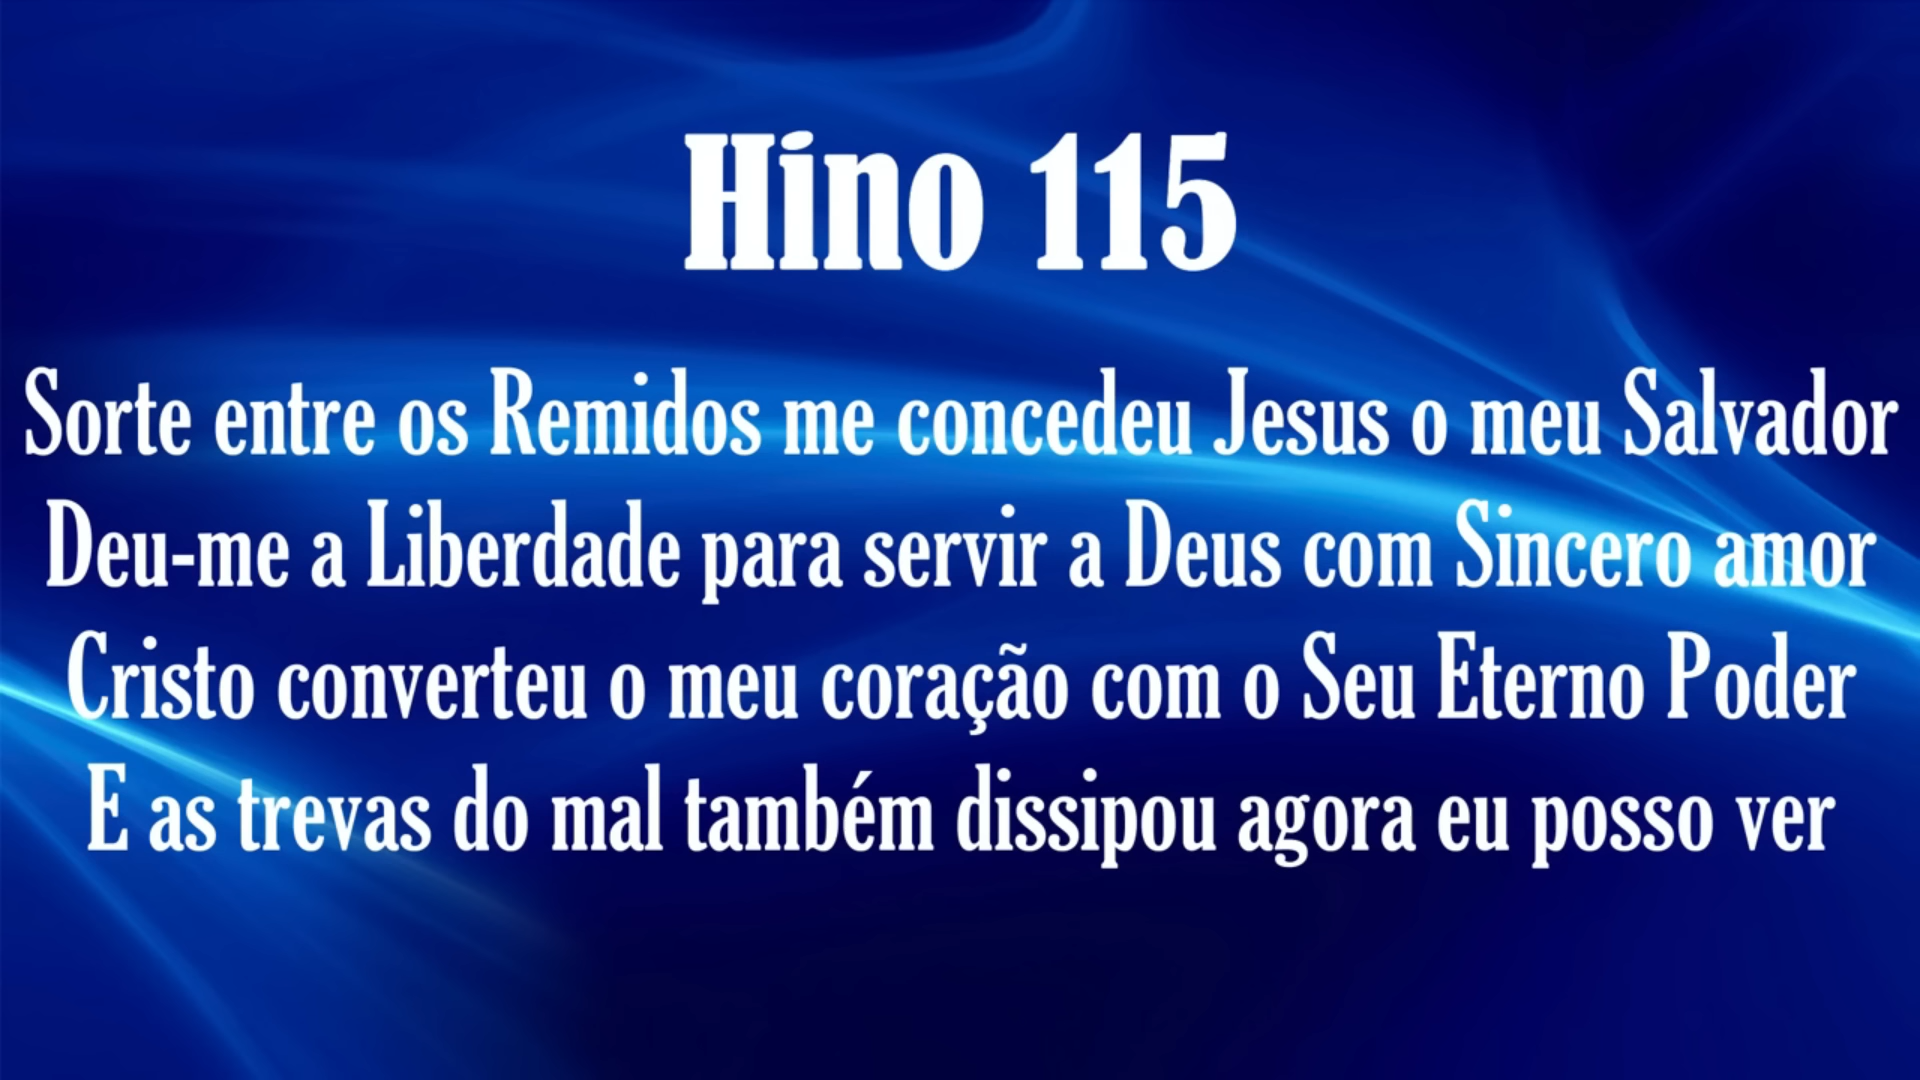 Hino 115
Sorte entre os Remidos me concedeu Jesus o meu Salvador
Deu-me a Liberdade para servir a Deus com Sincero amor
Cristo converteu o meu coração com o Seu Eterno Poder
E as trevas do mal também dissipou agora eu posso ver